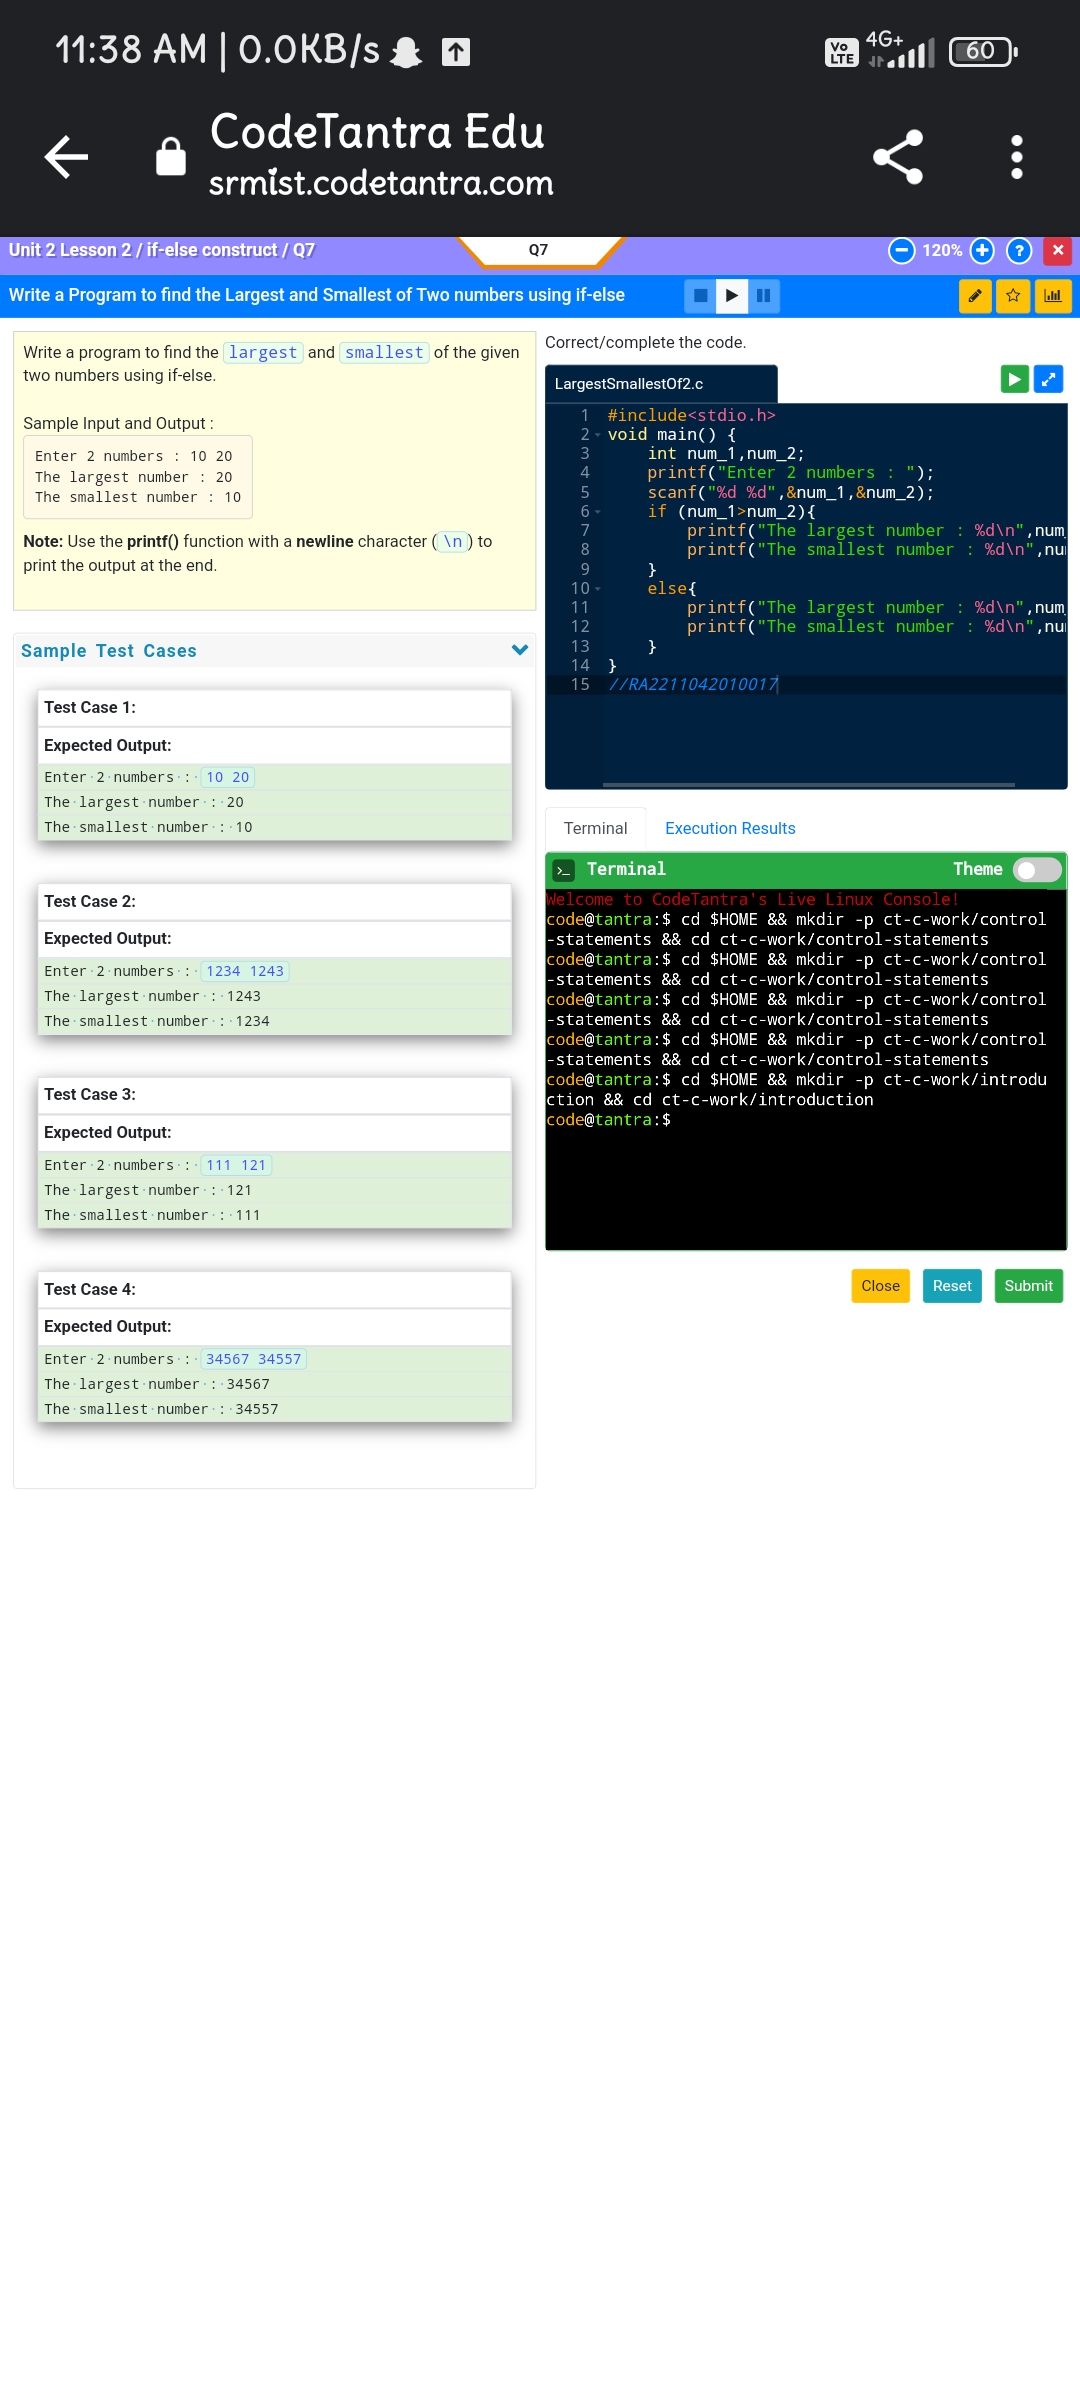 11:38 AM | 0.0KB/s
Vo LTE 4G+ 60
CodeTantra Edu
srmist.codetantra.com
Unit 2 Lesson 2 / if-else construct / Q7
Q7
120%
Write a Program to find the Largest and Smallest of Two numbers using if-else
Write a program to find the largest and smallest of the given
two numbers using if-else.
Sample Input and Output :
Enter 2 numbers : 10 20
The largest number : 20
The smallest number : 10
Note: Use the printf() function with a newline character ( \n ) to
print the output at the end.
Sample Test Cases
Test Case 1:
Expected Output:
Enter·2·numbers·:· 10 20
The·largest·number·:·20
The·smallest·number·:·10
Test Case 2:
Expected Output:
Enter·2·numbers·:· 1234 1243
The·largest·number·:·1243
The·smallest·number·:·1234
Test Case 3:
Expected Output:
Enter·2·numbers·:· 111 121
The·largest·number·:·121
The·smallest·number·:·111
Test Case 4:
Expected Output:
Enter·2·numbers·:· 34567 34557
The·largest·number·:·34567
The·smallest·number·:·34557
Correct/complete the code.
LargestSmallestOf2.c
1 #include<stdio.h>
2 void main() {
3 int num_1,num_2;
4 printf("Enter 2 numbers : ");
5 scanf("%d %d",&num_1,&num_2);
6 if (num_1>num_2){
7 printf("The largest number : %d\n",num_
8 printf("The smallest number : %d\n",nu
9 }
10 else{
11 printf("The largest number : %d\n",num_
12 printf("The smallest number : %d\n",nu
13 }
14 }
15 //RA2211042010017
Terminal
Execution Results
Terminal
Theme
Welcome to CodeTantra's Live Linux Console!
code@tantra:$ cd $HOME && mkdir -p ct-c-work/control
-statements && cd ct-c-work/control-statements
code@tantra:$ cd $HOME && mkdir -p ct-c-work/control
-statements && cd ct-c-work/control-statements
code@tantra:$ cd $HOME && mkdir -p ct-c-work/control
-statements && cd ct-c-work/control-statements
code@tantra:$ cd $HOME && mkdir -p ct-c-work/control
-statements && cd ct-c-work/control-statements
code@tantra:$ cd $HOME && mkdir -p ct-c-work/introdu
ction && cd ct-c-work/introduction
code@tantra:$
Close
Reset
Submit